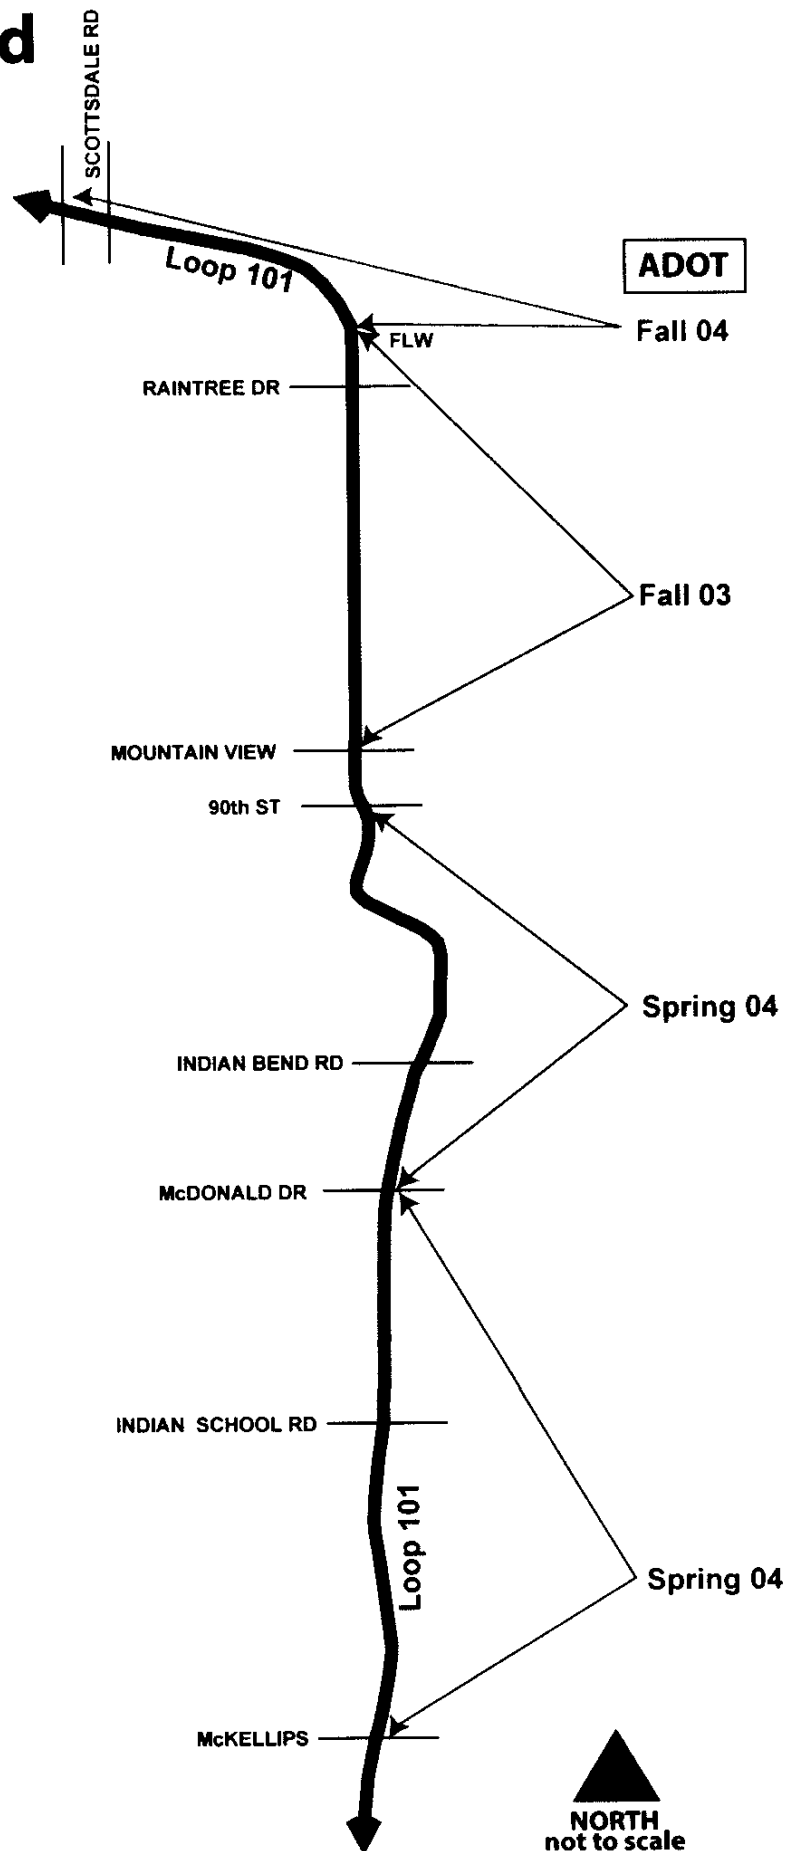 d
SCOTTSDALE RD
Loop 101
ADOT
Fall 04
FLW
RAINTREE DR
Fall 03
MOUNTAIN VIEW
90th ST
Spring 04
INDIAN BEND RD
McDONALD DR
INDIAN SCHOOL RD
Loop 101
Spring 04
McKELLIPS
NORTH
not to scale